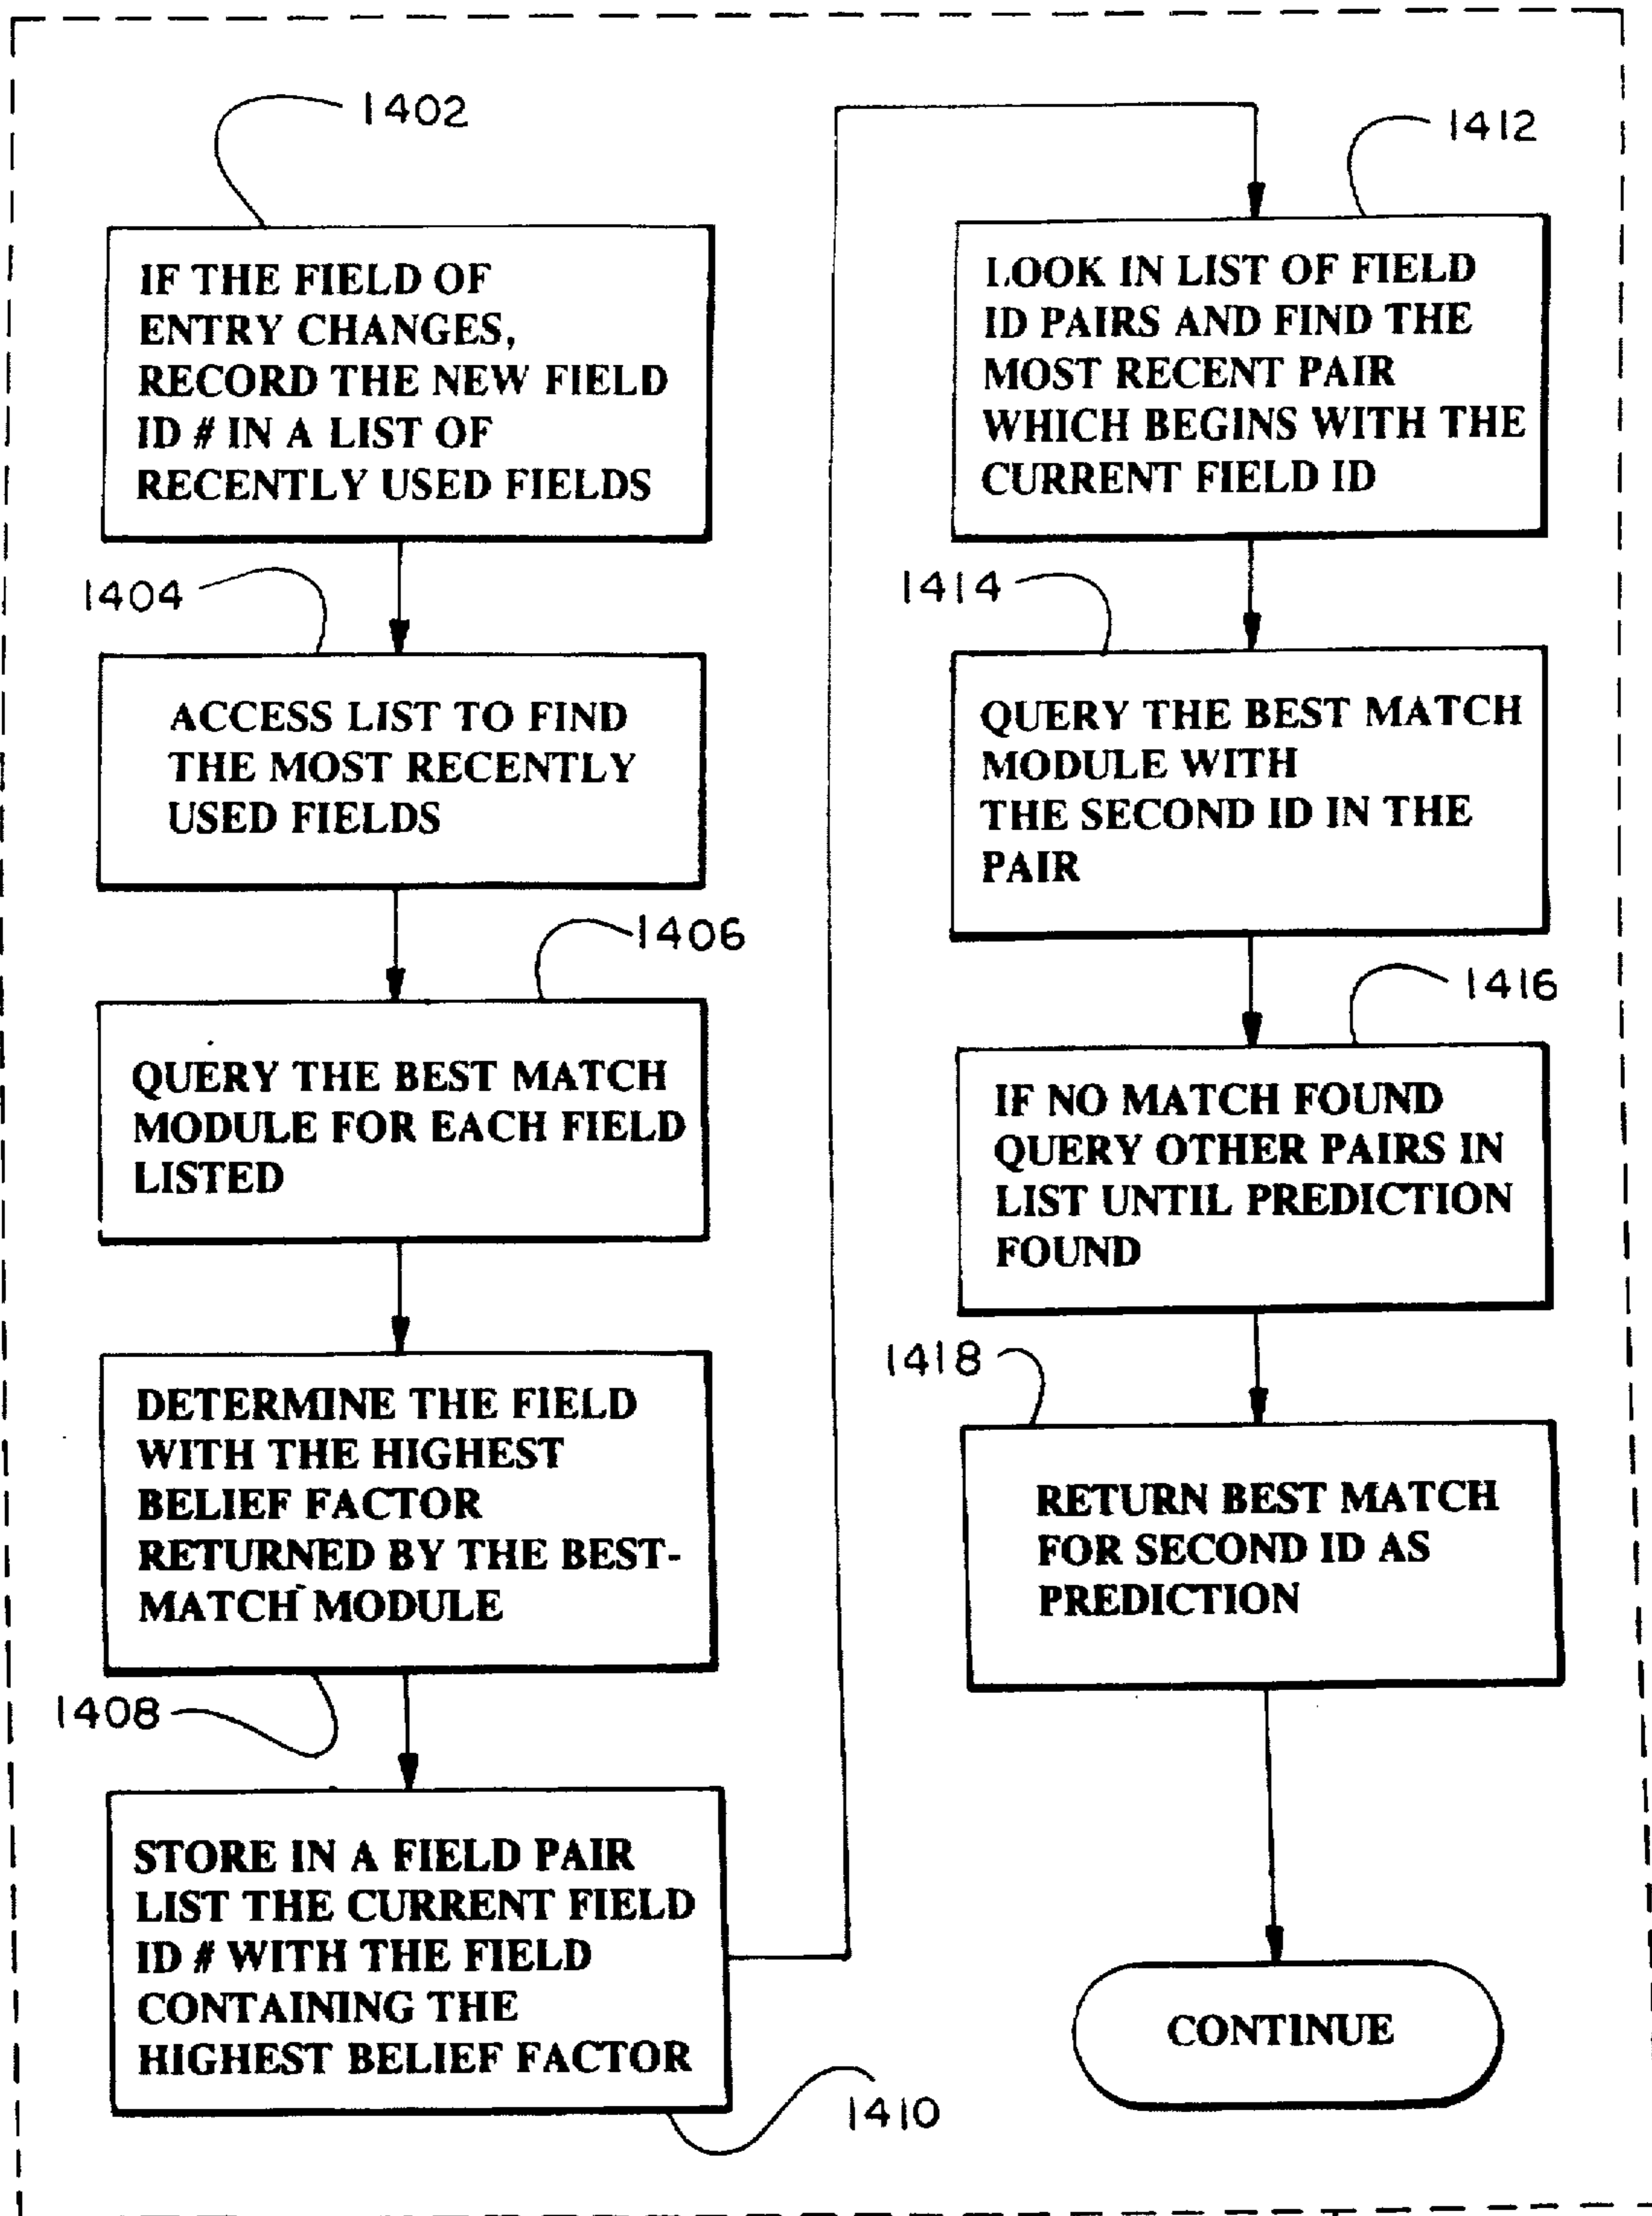 1402
IF THE FIELD OF
ENTRY CHANGES,
RECORD THE NEW FIELD
ID # IN A LIST OF
RECENTLY USED FIELDS
1404
ACCESS LIST TO FIND
THE MOST RECENTLY
USED FIELDS
1406
QUERY THE BEST MATCH
MODULE FOR EACH FIELD
LISTED
DETERMINE THE FIELD
WITH THE HIGHEST
BELIEF FACTOR
RETURNED BY THE BEST-
MATCH MODULE
1408
STORE IN A FIELD PAIR
LIST THE CURRENT FIELD
ID # WITH THE FIELD
CONTAINING THE
HIGHEST BELIEF FACTOR
1410
1412
LOOK IN LIST OF FIELD
ID PAIRS AND FIND THE
MOST RECENT PAIR
WHICH BEGINS WITH THE
CURRENT FIELD ID
1414
QUERY THE BEST MATCH
MODULE WITH
THE SECOND ID IN THE
PAIR
1416
IF NO MATCH FOUND
QUERY OTHER PAIRS IN
LIST UNTIL PREDICTION
FOUND
1418
RETURN BEST MATCH
FOR SECOND ID AS
PREDICTION
CONTINUE